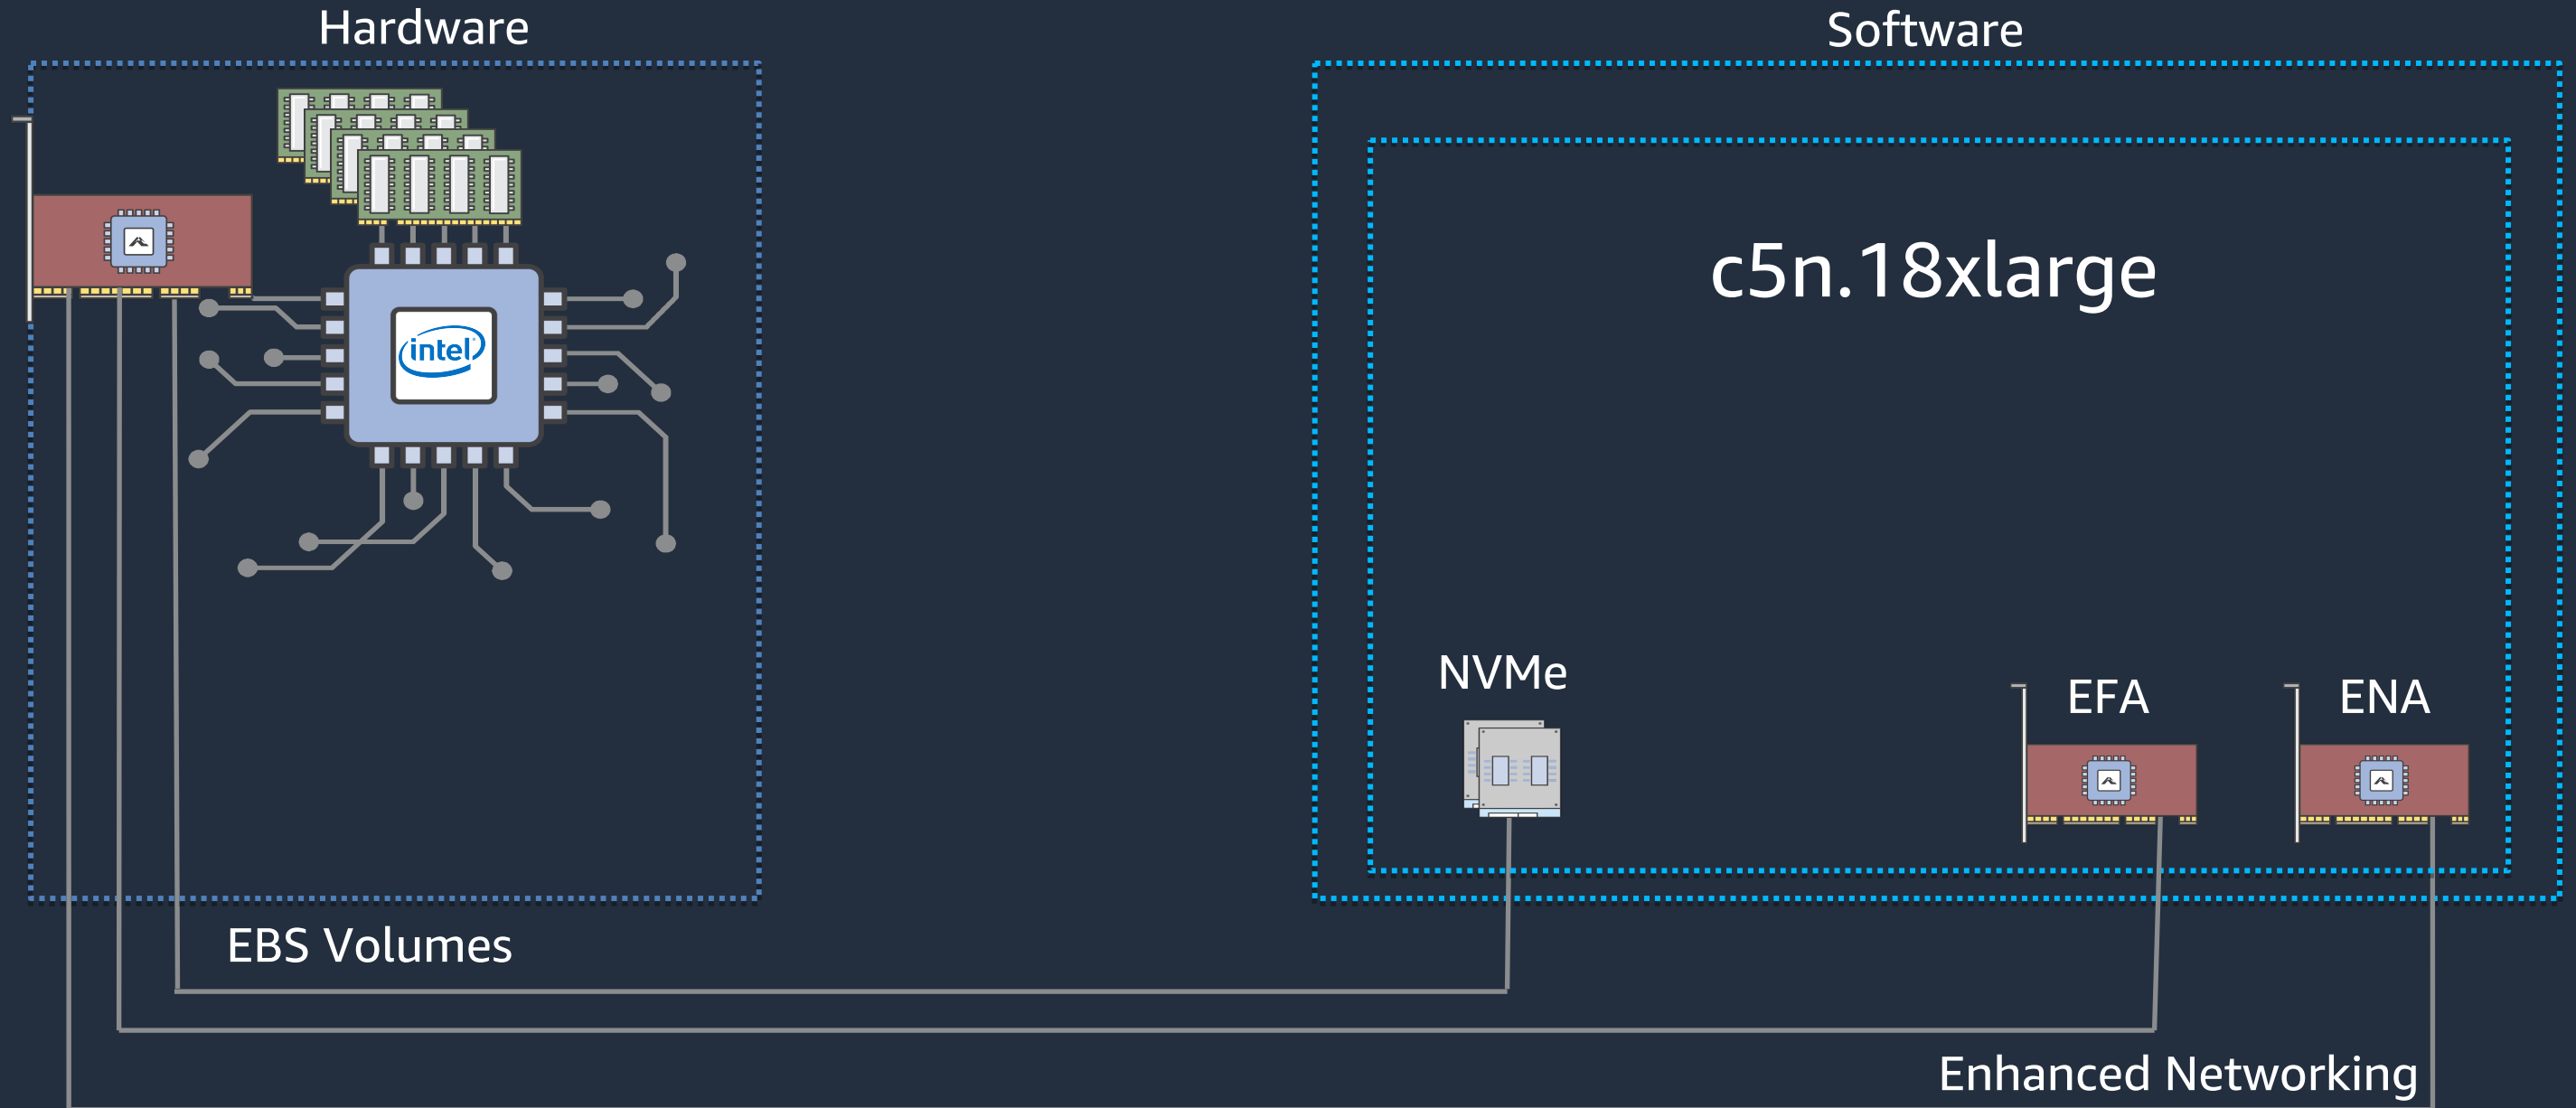 Hardware
Software
intel
c5n.18xlarge
NVMe
EFA
ENA
EBS Volumes
Enhanced Networking